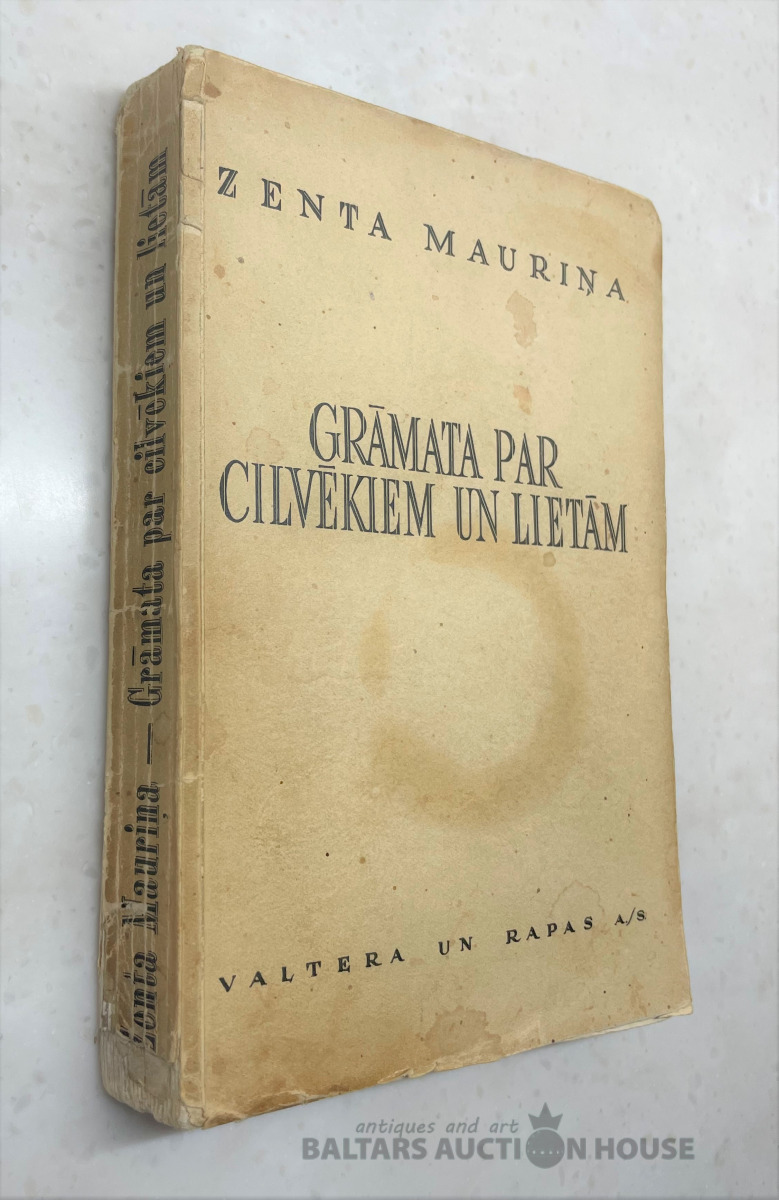 Zenta Mauriņa — Grāmata par cilvēkiem un lietām
ZENTA MAURIŅA
GRĀMATA PAR
CILVĒKIEM UN LIETĀM
VALTERA UN RAPAS A/S
antiques and art
BALTARS AUCTION HOUSE